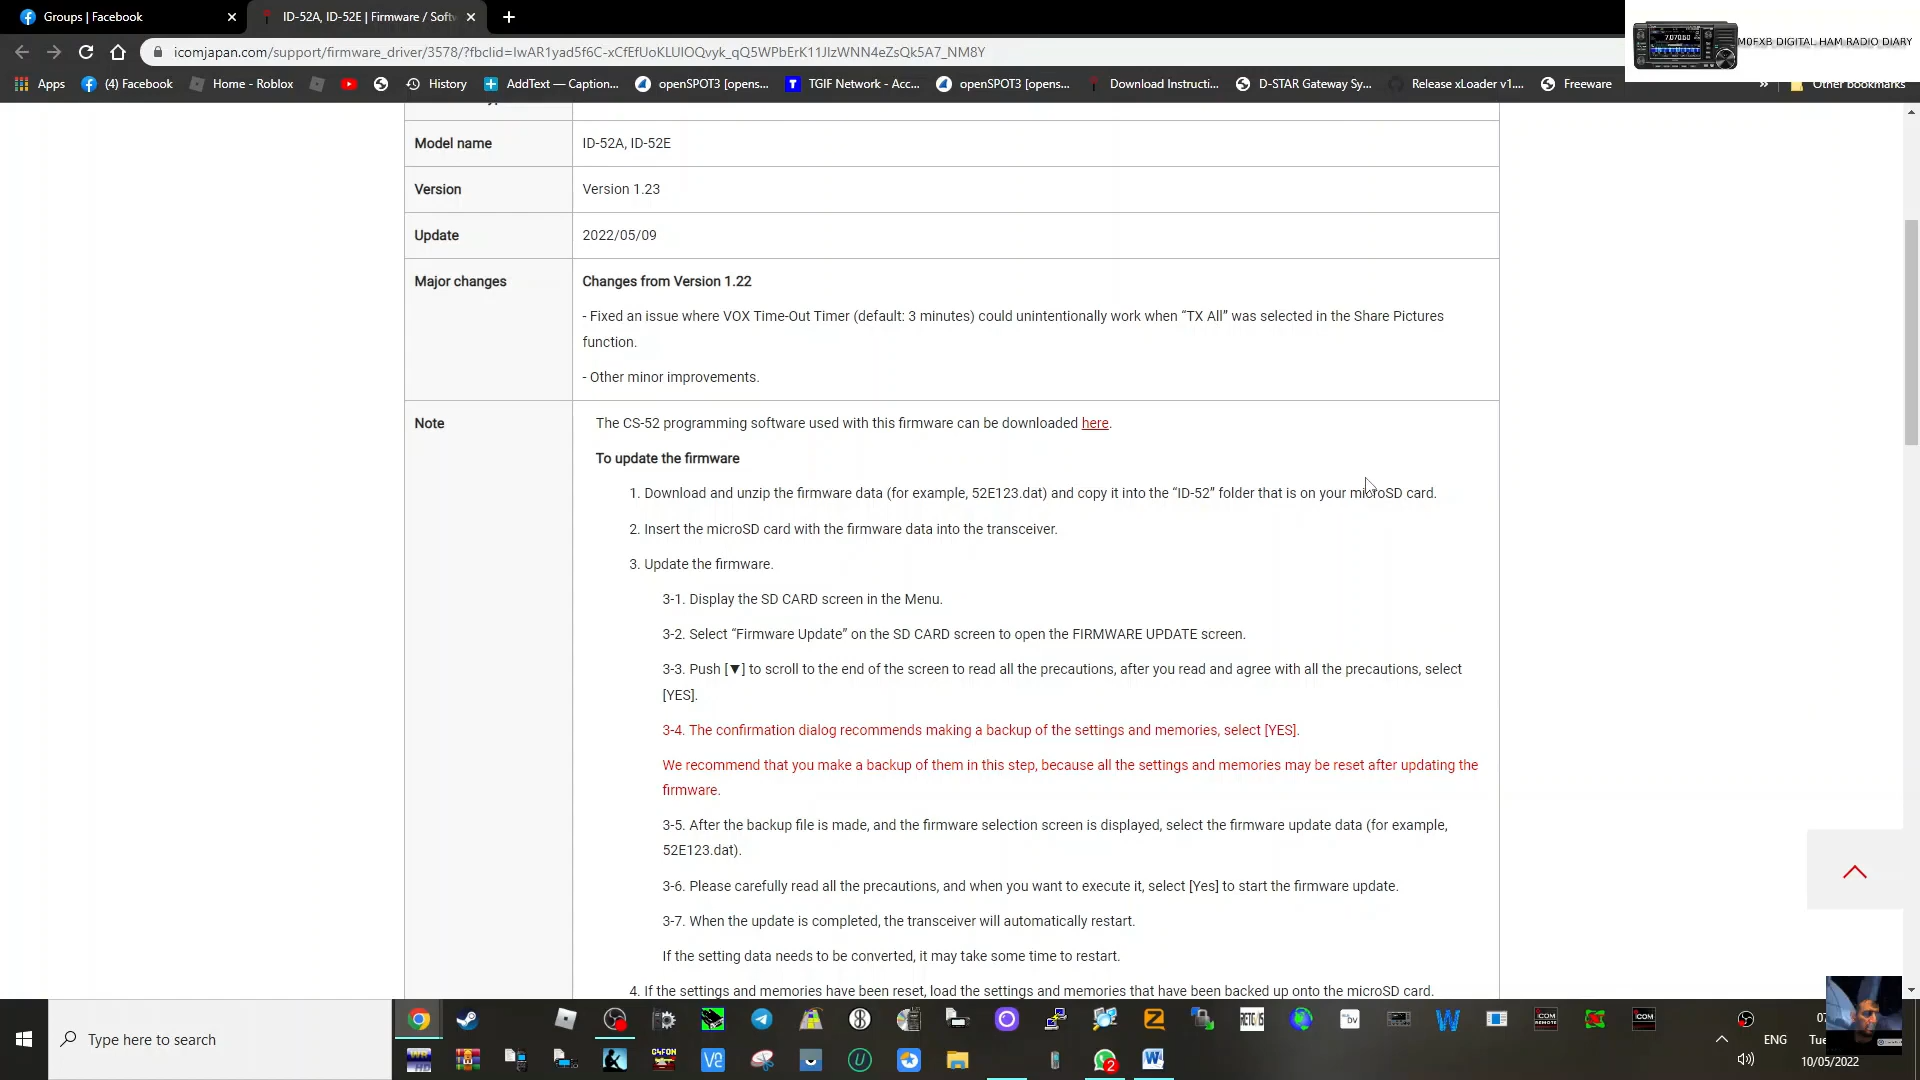 Groups | Facebook
ID-52A, ID-52E | Firmware / Softw
icomjapan.com/support/firmware_driver/3578/?fbclid=IwAR1yad5f6C-xCfEfUoKLUlOQvyk_qQ5WPbErK11JIzWNN4eZsQk5A7_NM8Y
7.070.00
M0FXB DIGITAL HAM RADIO DIARY
Apps
(4) Facebook
Home - Roblox
History
AddText — Caption...
openSPOT3 [opens...
TGIF Network - Acc...
openSPOT3 [opens...
Download Instructi...
D-STAR Gateway Sy...
Release xLoader v1....
Freeware
»
Other bookmarks
Model name
ID-52A, ID-52E
Version
Version 1.23
Update
2022/05/09
Major changes
Changes from Version 1.22
- Fixed an issue where VOX Time-Out Timer (default: 3 minutes) could unintentionally work when “TX All” was selected in the Share Pictures
function.
- Other minor improvements.
Note
The CS-52 programming software used with this firmware can be downloaded here.
To update the firmware
1. Download and unzip the firmware data (for example, 52E123.dat) and copy it into the “ID-52” folder that is on your microSD card.
2. Insert the microSD card with the firmware data into the transceiver.
3. Update the firmware.
3-1. Display the SD CARD screen in the Menu.
3-2. Select “Firmware Update” on the SD CARD screen to open the FIRMWARE UPDATE screen.
3-3. Push [▼] to scroll to the end of the screen to read all the precautions, after you read and agree with all the precautions, select
[YES].
3-4. The confirmation dialog recommends making a backup of the settings and memories, select [YES].
We recommend that you make a backup of them in this step, because all the settings and memories may be reset after updating the
firmware.
3-5. After the backup file is made, and the firmware selection screen is displayed, select the firmware update data (for example,
52E123.dat).
3-6. Please carefully read all the precautions, and when you want to execute it, select [Yes] to start the firmware update.
3-7. When the update is completed, the transceiver will automatically restart.
If the setting data needs to be converted, it may take some time to restart.
4. If the settings and memories have been reset, load the settings and memories that have been backed up onto the microSD card.
Type here to search
ENG
07
Tue
10/05/2022